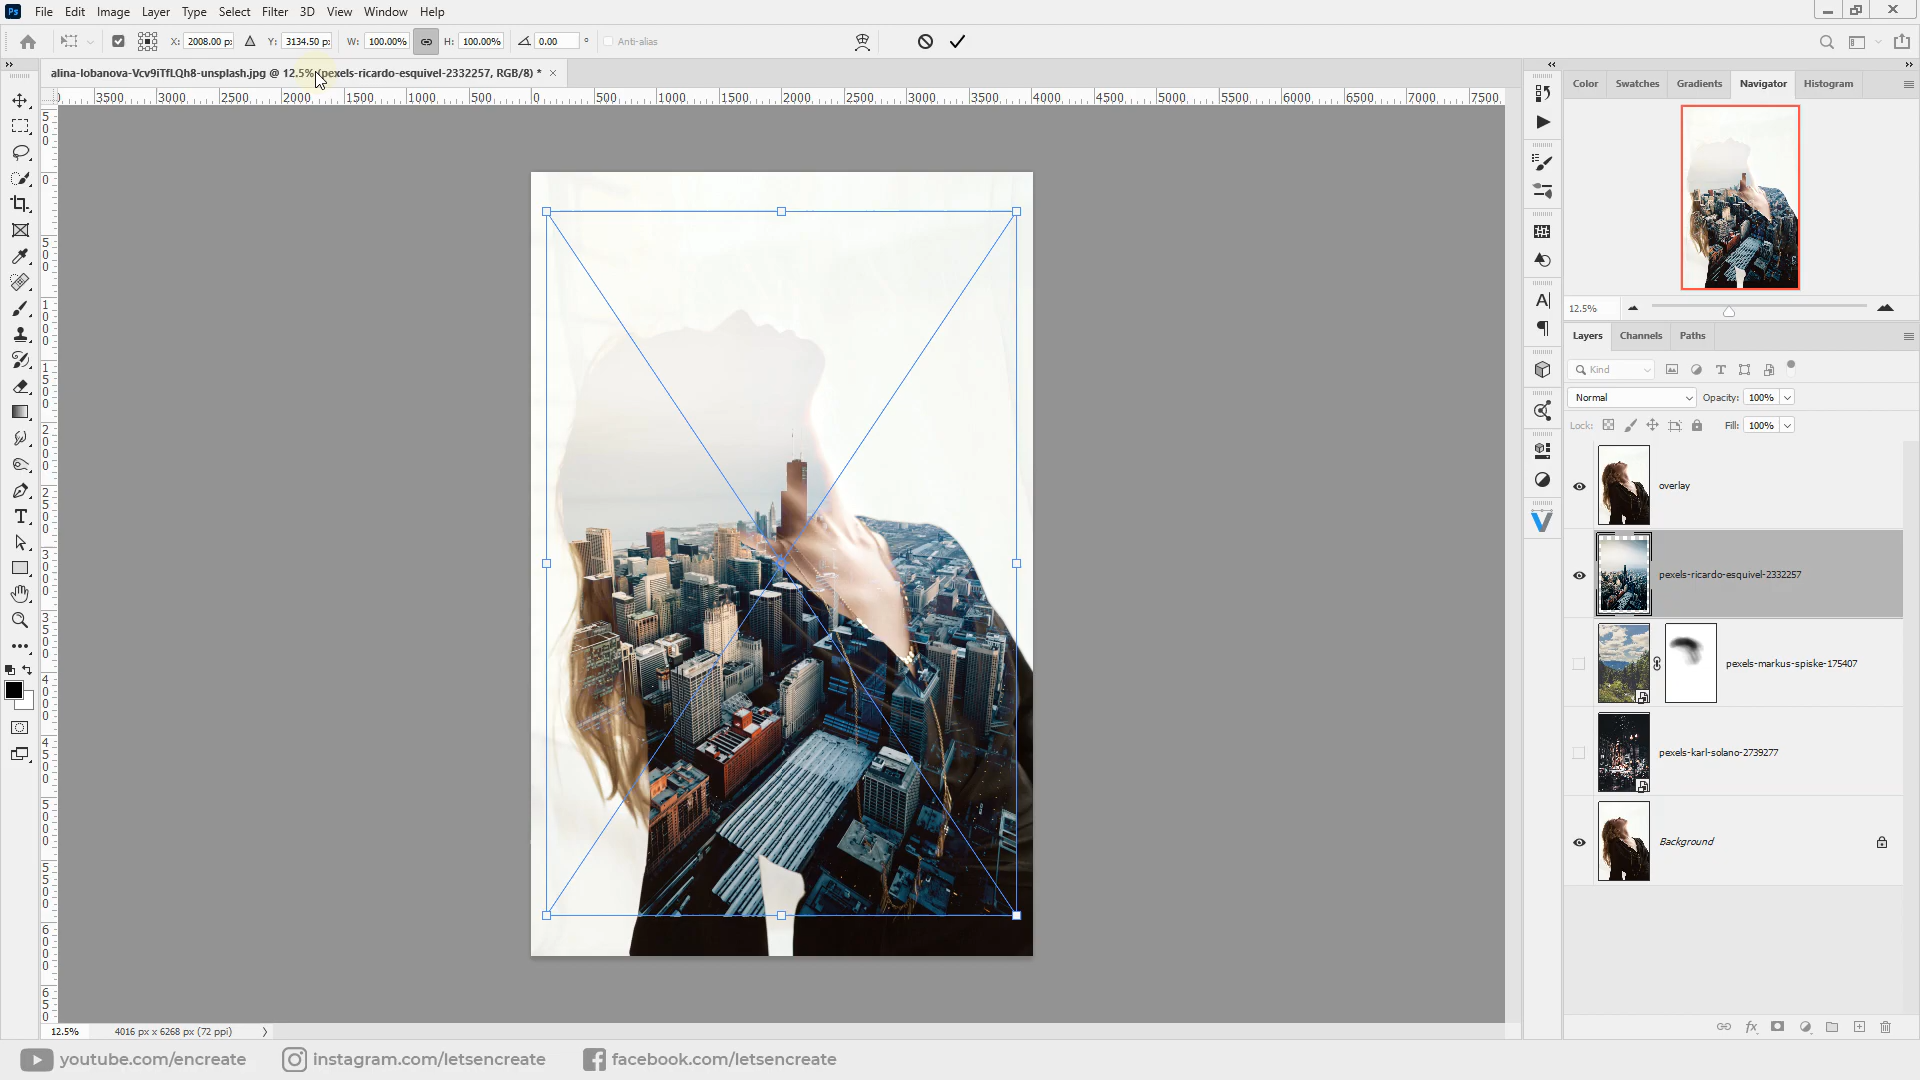 Ps File Edit Image Layer Type Select Filter 3D View Window Help
X: 2008.00 p: Y: 3134.50 p: W: 100.00% H: 100.00% 0.00 ° Anti-alias
alina-lobanova-Vcv9iTfLQh8-unsplash.jpg @ 12.5% (pexels-ricardo-esquivel-2332257, RGB/8) * ×
3500 3000 2500 2000 1500 1000 500 0 500 1000 1500 2000 2500 3000 3500 4000 4500 5000 5500 6000 6500 7000 7500
Color Swatches Gradients Navigator Histogram
12.5%
Layers Channels Paths
Kind
Normal Opacity: 100%
Lock: Fill: 100%
overlay
pexels-ricardo-esquivel-2332257
pexels-markus-spiske-175407
pexels-karl-solano-2739277
Background
12.5% 4016 px x 6268 px (72 ppi)
youtube.com/encreate instagram.com/letsencreate facebook.com/letsencreate